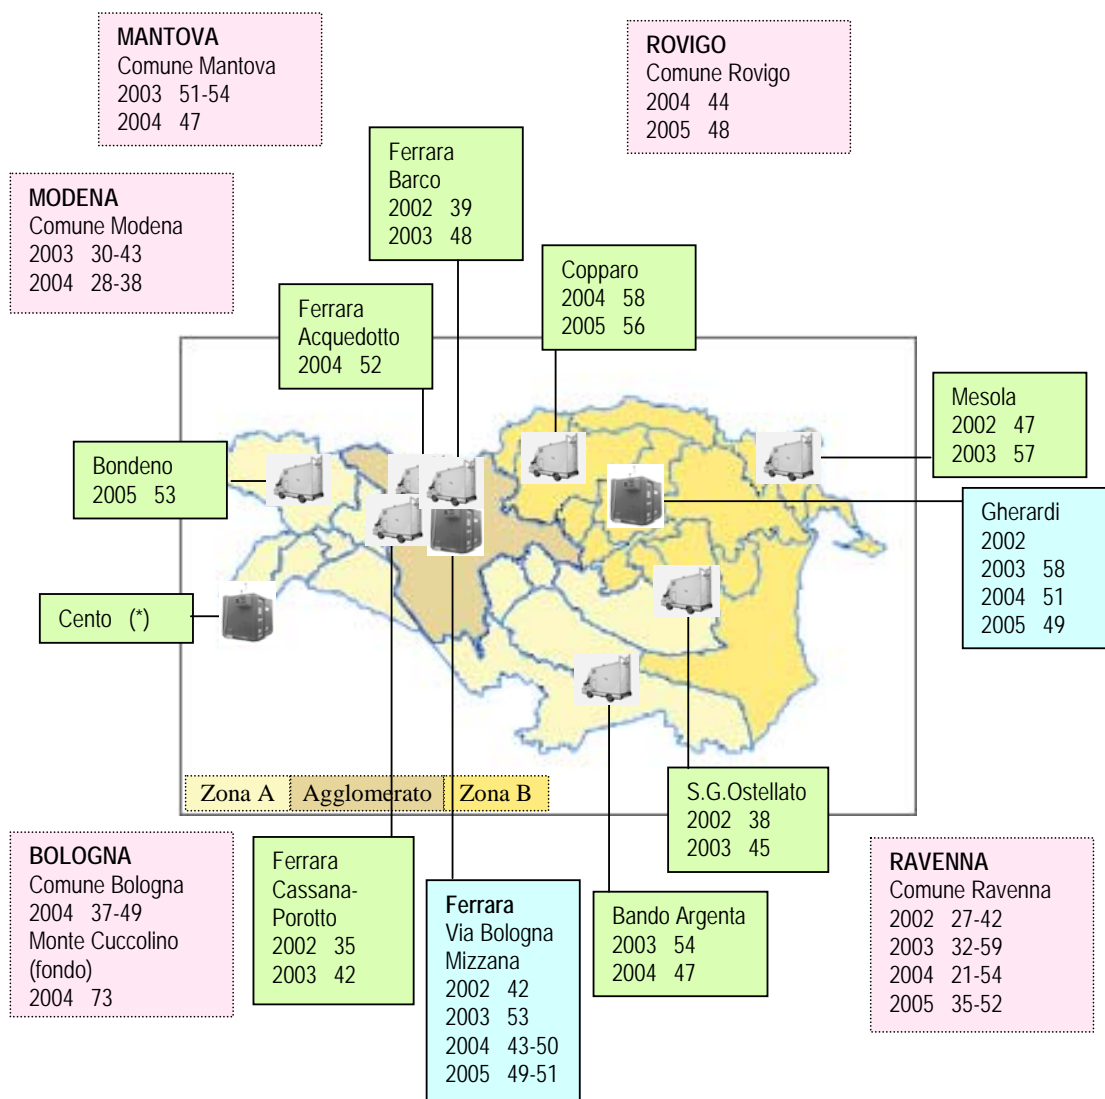 MANTOVA
Comune Mantova
2003 51-54
2004 47
ROVIGO
Comune Rovigo
2004 44
2005 48
MODENA
Comune Modena
2003 30-43
2004 28-38
Ferrara
Barco
2002 39
2003 48
Copparo
2004 58
2005 56
Ferrara
Acquedotto
2004 52
Mesola
2002 47
2003 57
Bondeno
2005 53
Gherardi
2002
2003 58
2004 51
2005 49
Cento (*)
Zona A Agglomerato Zona B
S.G.Ostellato
2002 38
2003 45
BOLOGNA
Comune Bologna
2004 37-49
Monte Cuccolino
(fondo)
2004 73
Ferrara
Cassana-
Porotto
2002 35
2003 42
Ferrara
Via Bologna
Mizzana
2002 42
2003 53
2004 43-50
2005 49-51
Bando Argenta
2003 54
2004 47
RAVENNA
Comune Ravenna
2002 27-42
2003 32-59
2004 21-54
2005 35-52